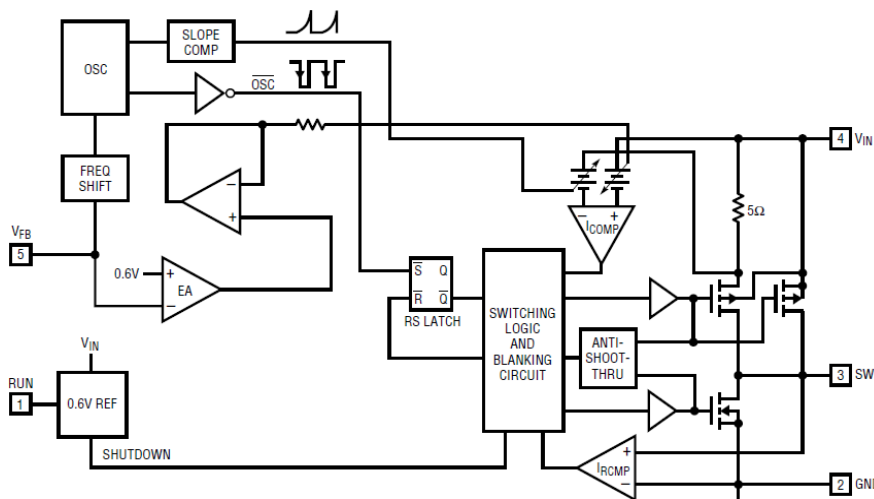 OSC
SLOPE
COMP
OSC
FREQ
SHIFT
VFB
5
−
+
0.6V
+
−
EA
VIN
RUN
1
0.6V REF
SHUTDOWN
S Q
R Q
RS LATCH
SWITCHING
LOGIC
AND
BLANKING
CIRCUIT
− +
ICOMP
5Ω
4
VIN
ANTI-
SHOOT-
THRU
3
SW
+
IRCMP
−
2
GND